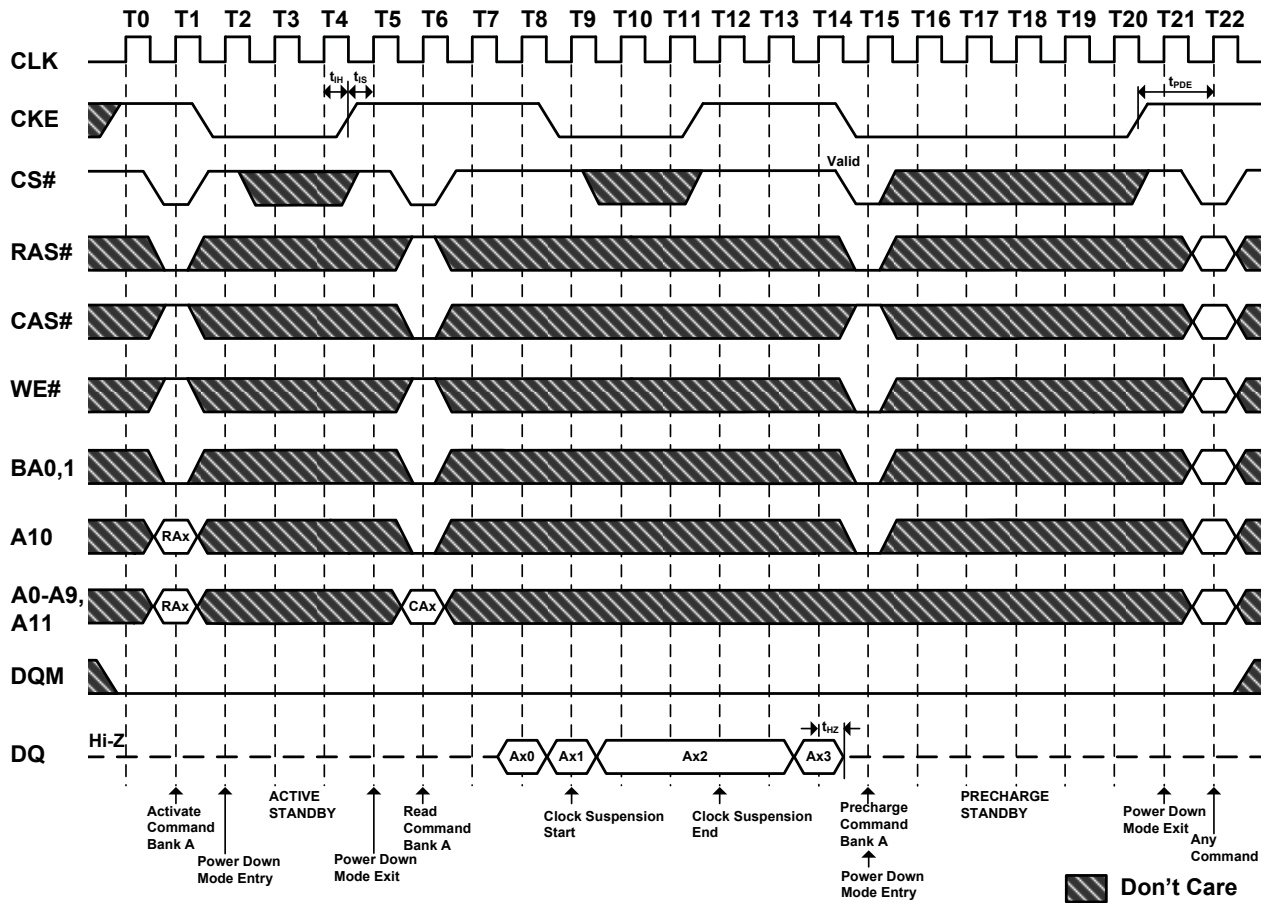 T0 T1 T2 T3 T4 T5 T6 T7 T8 T9 T10 T11 T12 T13 T14 T15 T16 T17 T18 T19 T20 T21 T22
CLK
tIH tIS
tPDE
CKE
Valid
CS#
RAS#
CAS#
WE#
BA0,1
A10
RAx
A0-A9,
A11
RAx
CAx
DQM
tHZ
DQ
Hi-Z
Ax0
Ax1
Ax2
Ax3
Activate
Command
Bank A
Power Down
Mode Entry
ACTIVE
STANDBY
Power Down
Mode Exit
Read
Command
Bank A
Clock Suspension
Start
Clock Suspension
End
Precharge
Command
Bank A
Power Down
Mode Entry
PRECHARGE
STANDBY
Power Down
Mode Exit
Any
Command
Don't Care